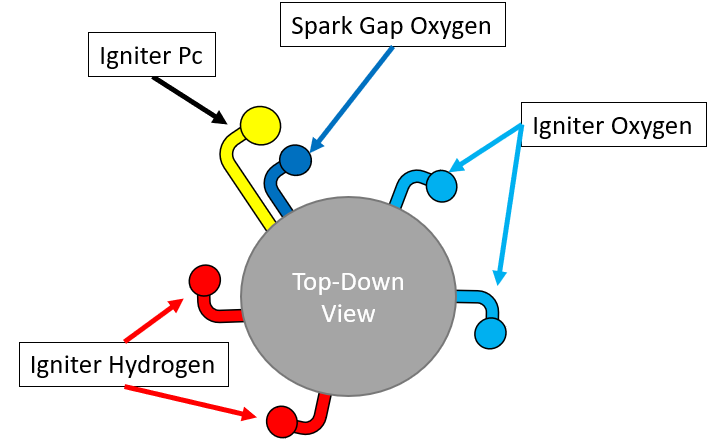 Spark Gap Oxygen
Igniter Pc
Igniter Oxygen
Top-Down
View
Igniter Hydrogen